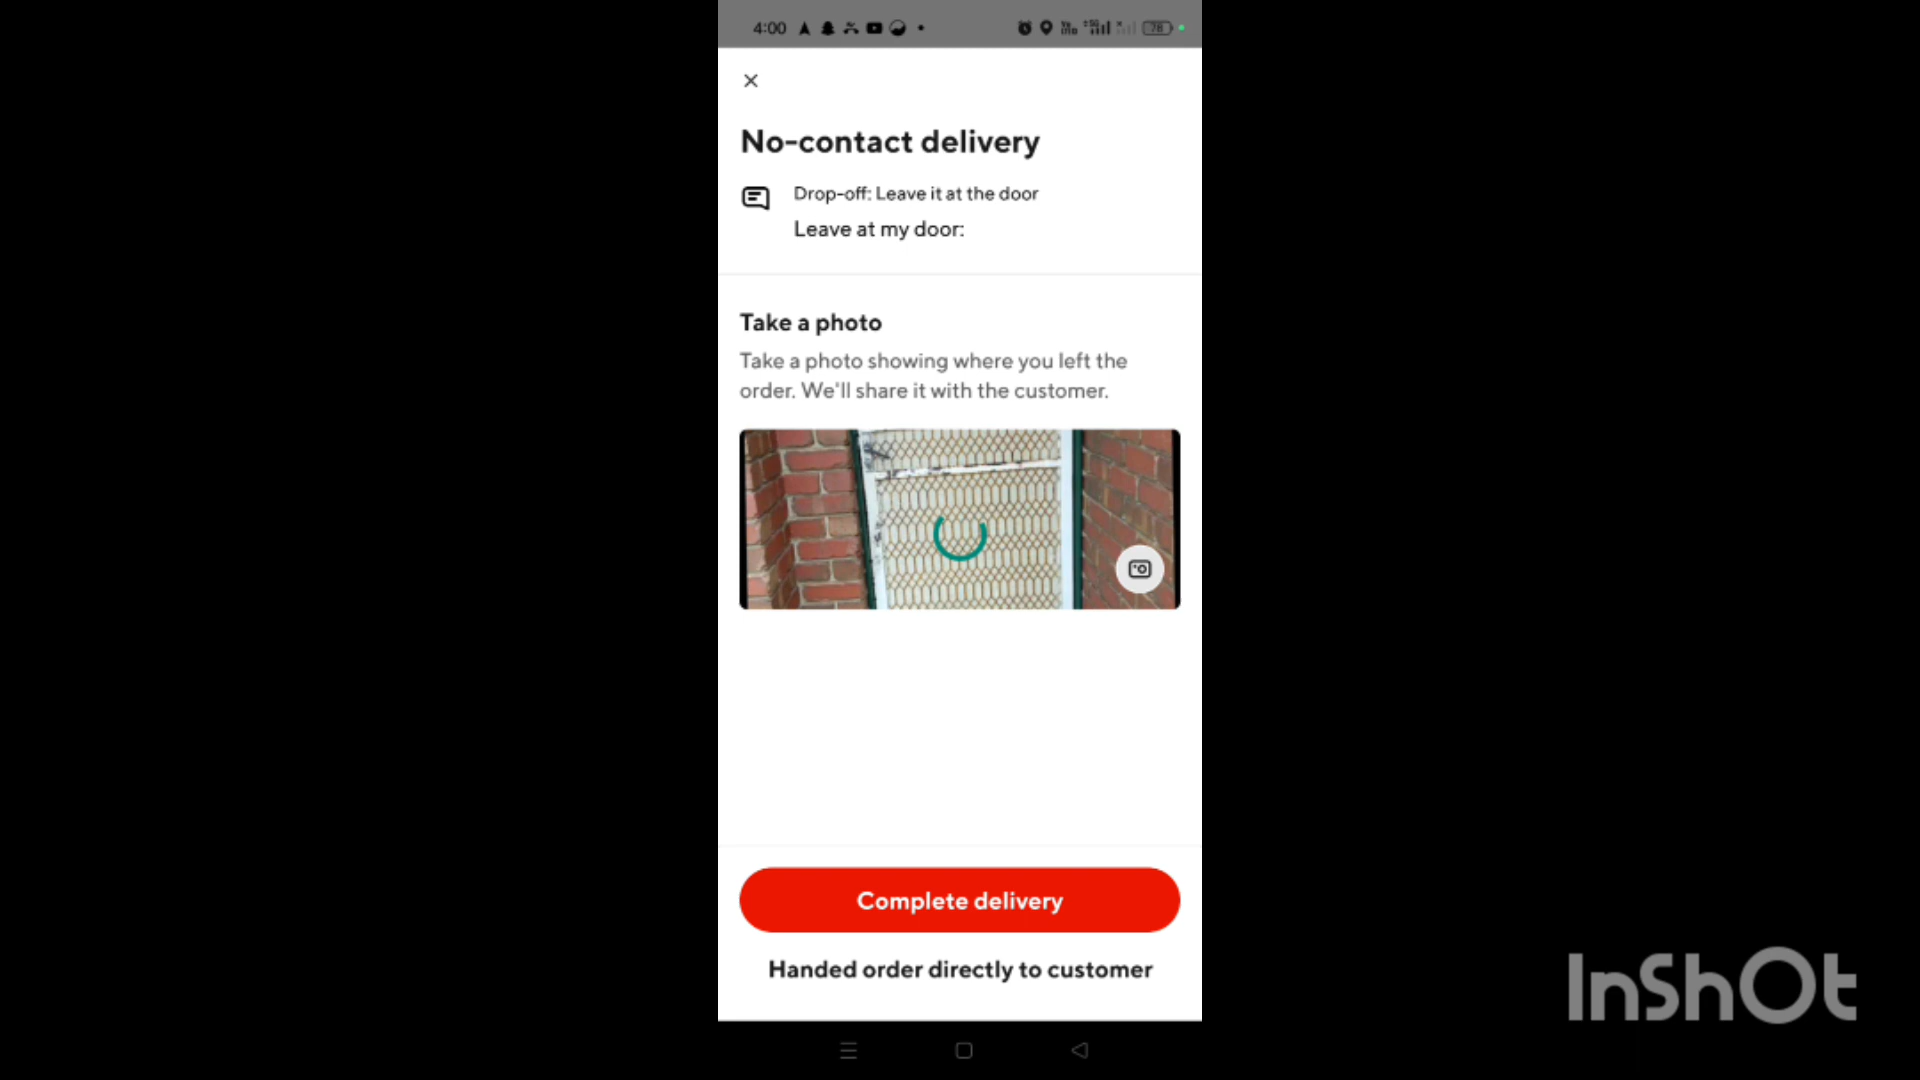 4:00
78
No-contact delivery
Drop-off: Leave it at the door
Leave at my door:
Take a photo
Take a photo showing where you left the
order. We'll share it with the customer.
Complete delivery
Handed order directly to customer
InShOt